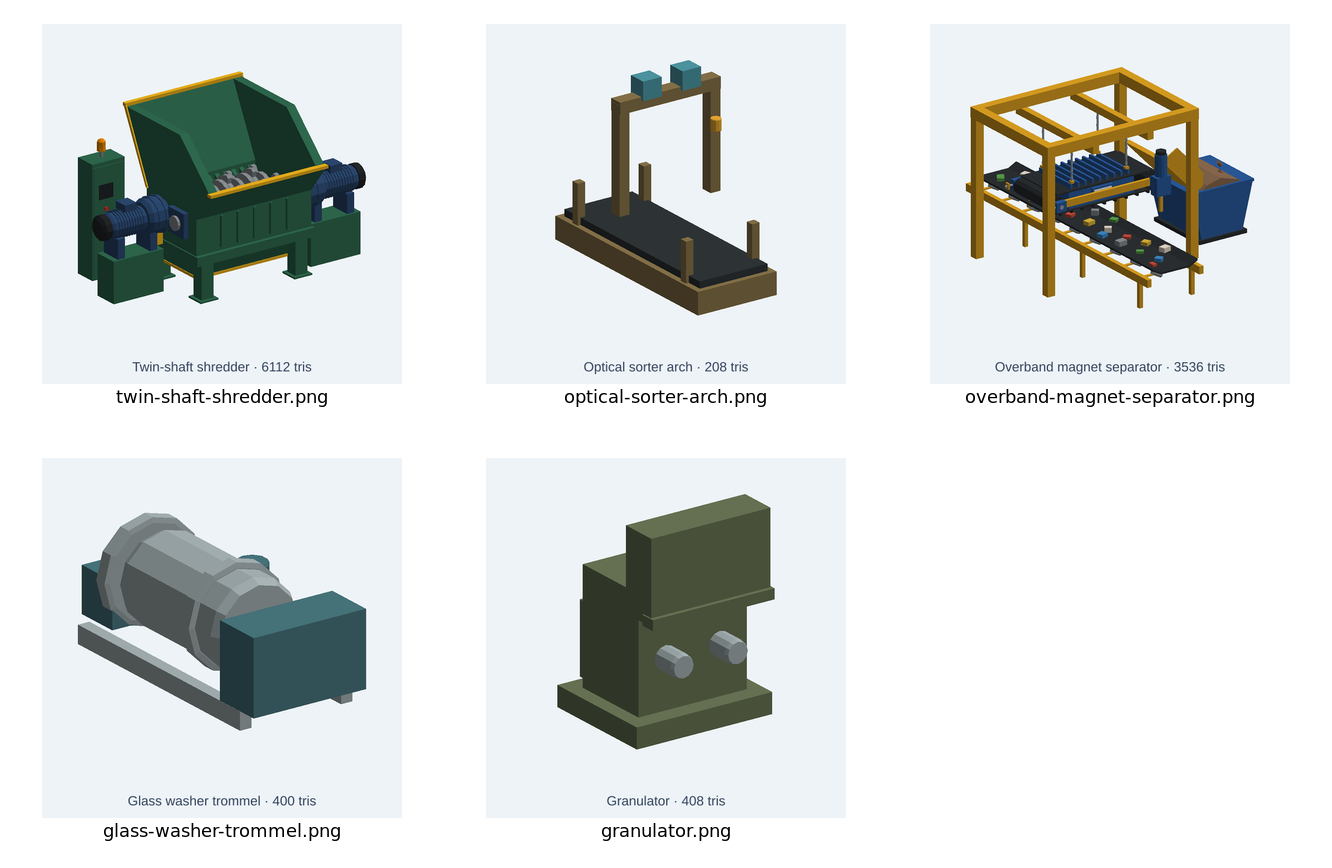 Twin-shaft shredder · 6112 tris
twin-shaft-shredder.png
Optical sorter arch · 208 tris
optical-sorter-arch.png
Overband magnet separator · 3536 tris
overband-magnet-separator.png
Glass washer trommel · 400 tris
glass-washer-trommel.png
Granulator · 408 tris
granulator.png